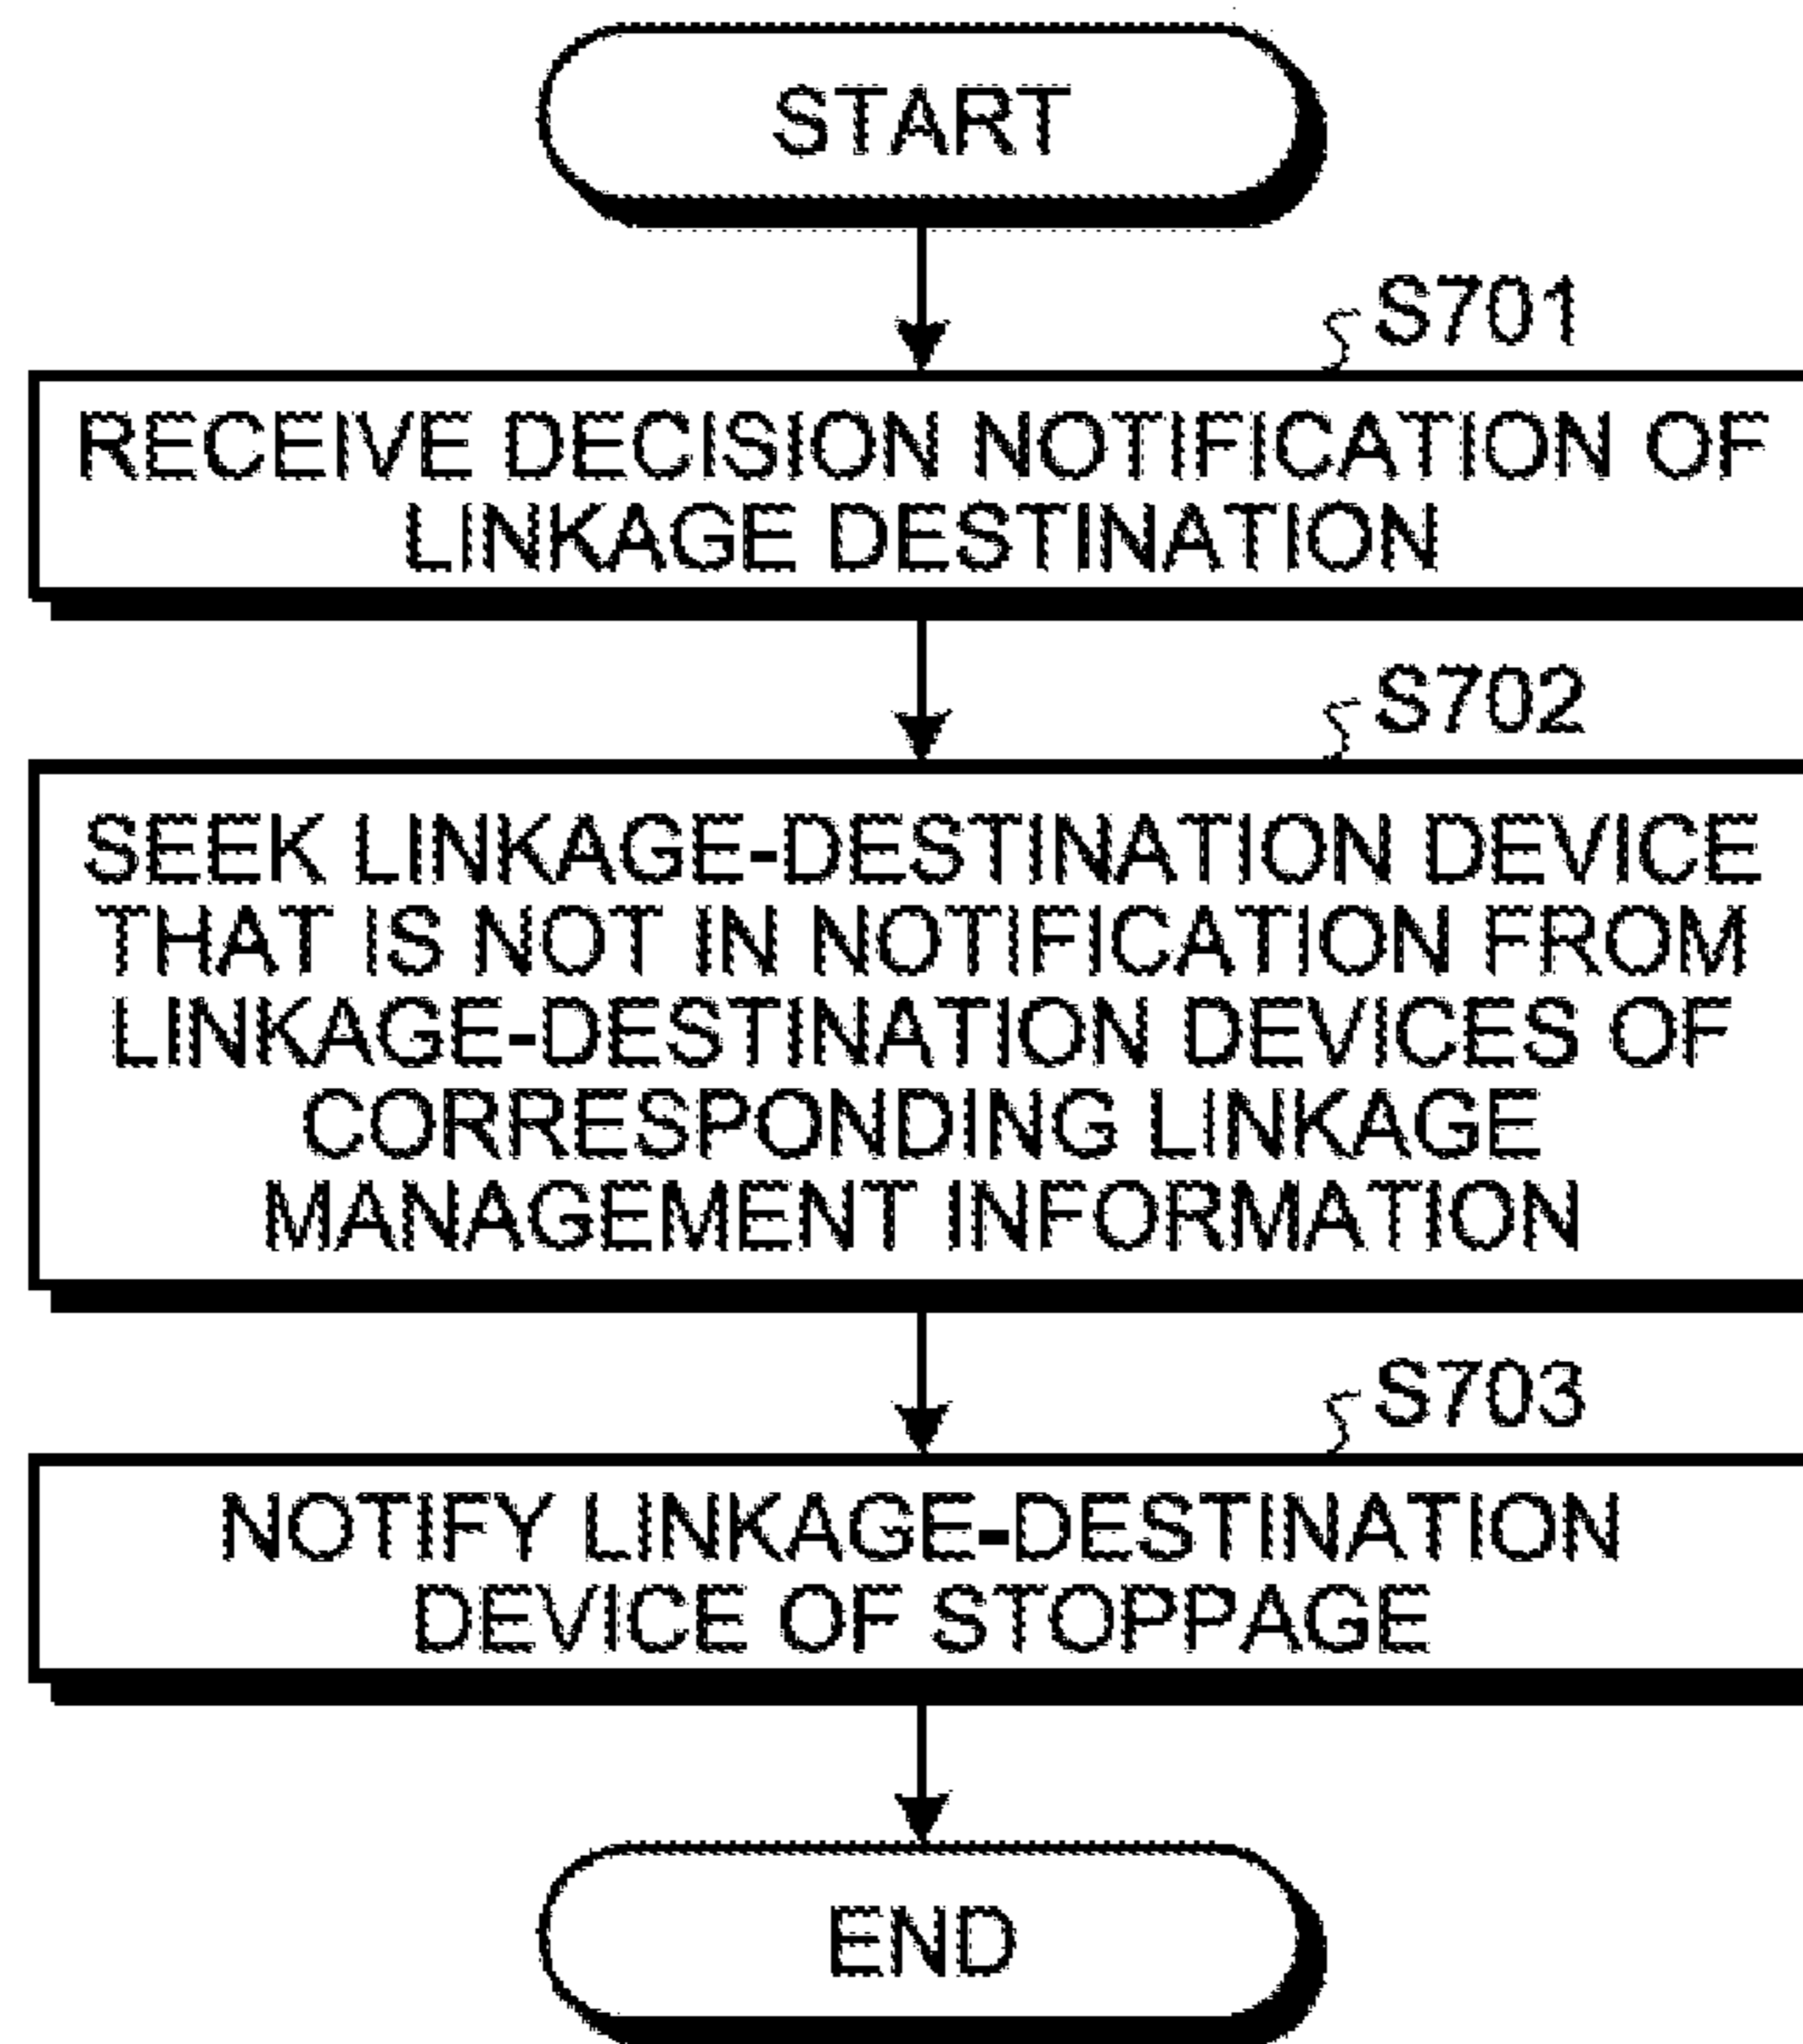 START
S701
RECEIVE DECISION NOTIFICATION OF
LINKAGE DESTINATION
S702
SEEK LINKAGE-DESTINATION DEVICE
THAT IS NOT IN NOTIFICATION FROM
LINKAGE-DESTINATION DEVICES OF
CORRESPONDING LINKAGE
MANAGEMENT INFORMATION
S703
NOTIFY LINKAGE-DESTINATION
DEVICE OF STOPPAGE
END